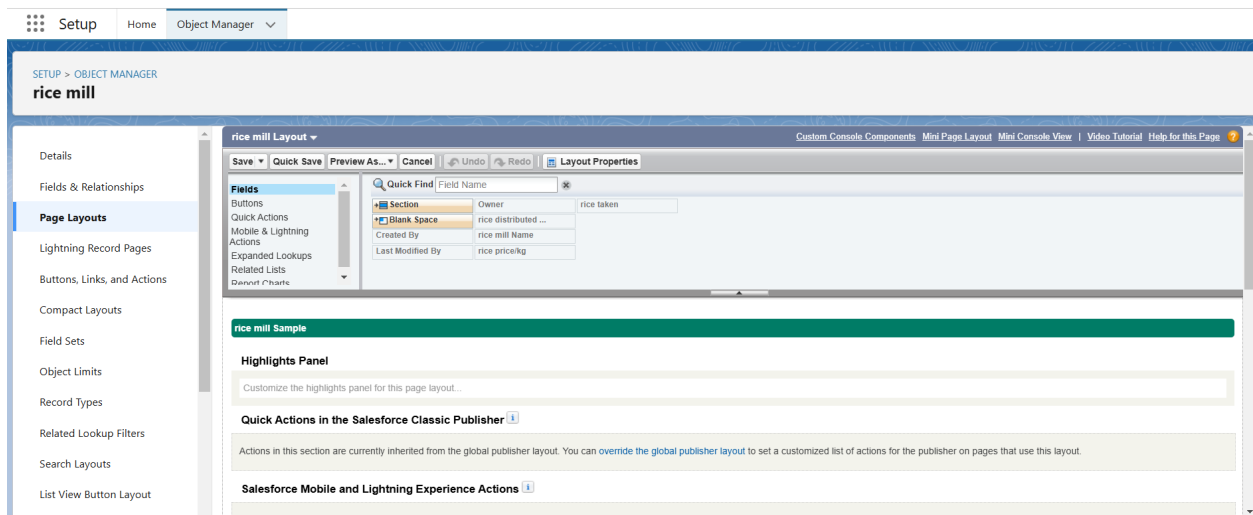 Setup Home Object Manager
SETUP > OBJECT MANAGER
rice mill
Details
Fields & Relationships
Page Layouts
Lightning Record Pages
Buttons, Links, and Actions
Compact Layouts
Field Sets
Object Limits
Record Types
Related Lookup Filters
Search Layouts
List View Button Layout
rice mill Layout
Custom Console Components Mini Page Layout Mini Console View | Video Tutorial Help for this Page ?
Save Quick Save Preview As... Cancel Undo Redo Layout Properties
Fields
Buttons
Quick Actions
Mobile & Lightning
Actions
Expanded Lookups
Related Lists
Report Charts
Quick Find Field Name
Section Owner rice taken
Blank Space rice distributed ...
Created By rice mill Name
Last Modified By rice price/kg
rice mill Sample
Highlights Panel
Customize the highlights panel for this page layout...
Quick Actions in the Salesforce Classic Publisher i
Actions in this section are currently inherited from the global publisher layout. You can override the global publisher layout to set a customized list of actions for the publisher on pages that use this layout.
Salesforce Mobile and Lightning Experience Actions i